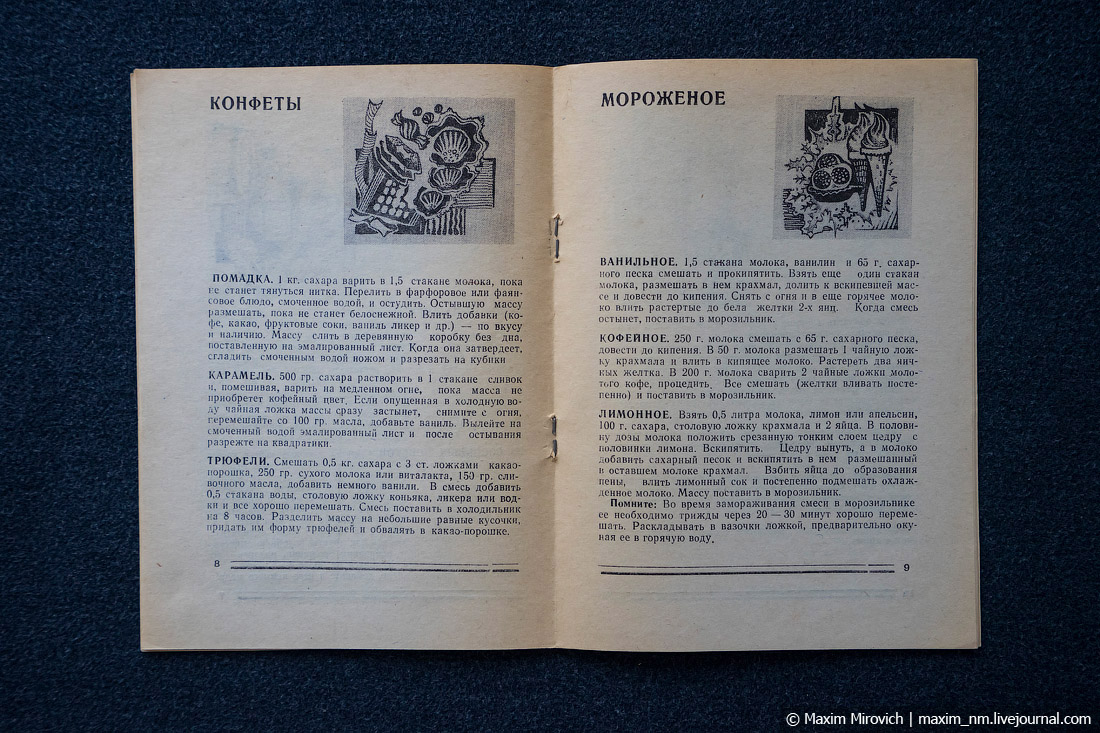 КОНФЕТЫ
ПОМАДКА. 1 кг. сахара варить в 1,5 стакане молока, пока
не станет тянуться нитка. Перелить в фарфоровое или фаян-
совое блюдо, смоченное водой, и остудить. Остывшую массу
размешать, пока не станет белоснежной. Влить добавки (ко-
фе, какао, фруктовые соки, ваниль ликер и др.) — по вкусу
и наличию. Массу слить в деревянную коробку без дна,
поставленную на эмалированный лист. Когда она затвердеет,
сгладить смоченным водой ножом и разрезать на кубики
КАРАМЕЛЬ. 500 гр. сахара растворить в 1 стакане сливок
и, помешивая, варить на медленном огне, пока масса не
приобретет кофейный цвет. Если опущенная в холодную во-
ду чайная ложка массы сразу застынет, снимите с огня,
перемешайте со 100 гр. масла, добавьте ваниль. Вылейте на
смоченный водой эмалированный лист и после остывания
разрежте на квадратики.
ТРЮФЕЛИ. Смешать 0,5 кг. сахара с 3 ст. ложками какао-
порошка, 250 гр. сухого молока или виталакта, 150 гр. сли-
вочного масла, добавить немного ванили. В смесь добавить
0,5 стакана воды, столовую ложку коньяка, ликера или вод-
ки и все хорошо перемешать. Смесь поставить в холодильник
на 8 часов. Разделить массу на небольшие равные кусочки,
придать им форму трюфелей и обвалять в какао-порошке.
8
МОРОЖЕНОЕ
ВАНИЛЬНОЕ. 1,5 стакана молока, ванилин и 65 г. сахар-
ного песка смешать и прокипятить. Взять еще один стакан
молока, размешать в нем крахмал, долить к вскипевшей мас-
се и довести до кипения. Снять с огня и в еще горячее моло-
ко влить растертые до бела желтки 2-х яиц. Когда смесь
остынет, поставить в морозильник.
КОФЕЙНОЕ. 250 г. молока смешать с 65 г. сахарного песка,
довести до кипения. В 50 г. молока размешать 1 чайную лож-
ку крахмала и влить в кипящее молоко. Растереть два яич-
ных желтка. В 200 г. молока сварить 2 чайные ложки моло-
того кофе, процедить. Все смешать (желтки вливать посте-
пенно) и поставить в морозильник.
ЛИМОННОЕ. Взять 0,5 литра молока, лимон или апельсин,
100 г. сахара, столовую ложку крахмала и 2 яйца. В полови-
ну дозы молока положить срезанную тонким слоем цедру с
половинки лимона. Вскипятить. Цедру вынуть, а в молоко
добавить сахарный песок и вскипятить в нем размешанный
в оставшем молоке крахмал. Взбить яйца до образования
пены, влить лимонный сок и постепенно подмешать охлаж-
денное молоко. Массу поставить в морозильник.
Помните: Во время замораживания смеси в морозильнике
ее необходимо трижды через 20—30 минут хорошо переме-
шать. Раскладывать в вазочки ложкой, предварительно оку-
ная ее в горячую воду.
9
© Maxim Mirovich | maxim_nm.livejournal.com